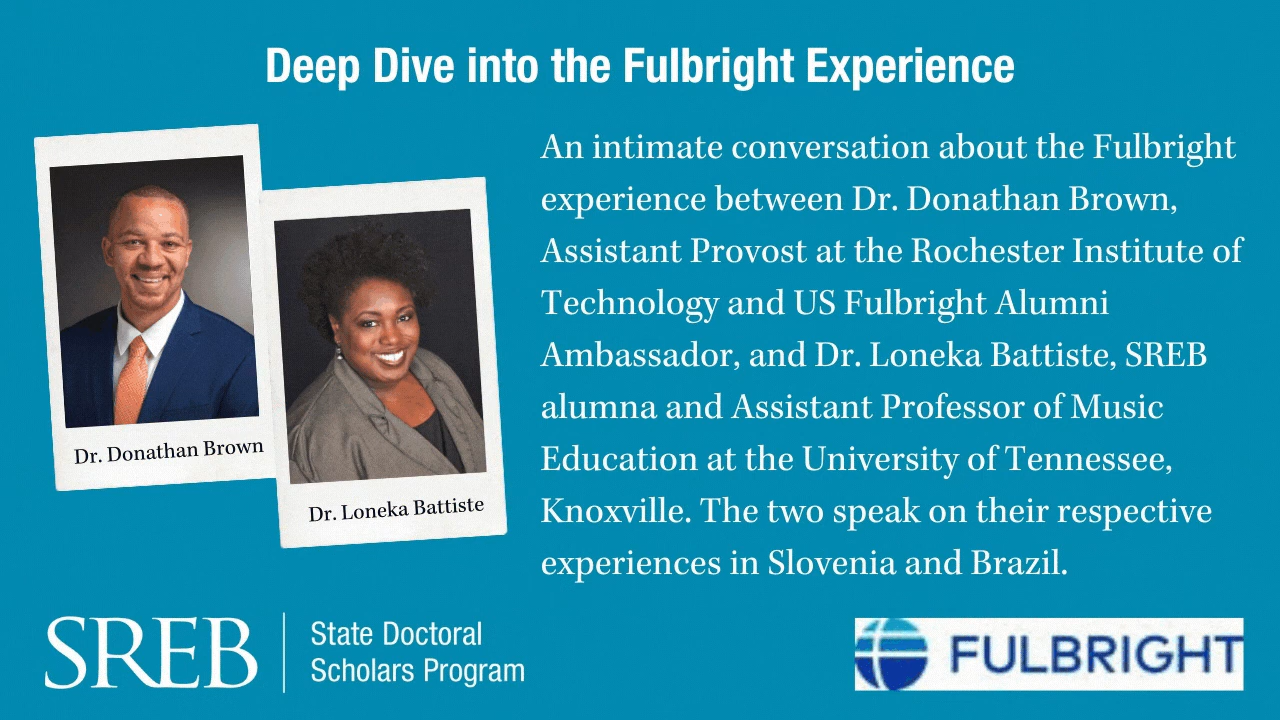 Deep Dive into the Fulbright Experience
Dr. Donathan Brown
Dr. Loneka Battiste
An intimate conversation about the Fulbright
experience between Dr. Donathan Brown,
Assistant Provost at the Rochester Institute of
Technology and US Fulbright Alumni
Ambassador, and Dr. Loneka Battiste, SREB
alumna and Assistant Professor of Music
Education at the University of Tennessee,
Knoxville. The two speak on their respective
experiences in Slovenia and Brazil.
SREB
State Doctoral
Scholars Program
FULBRIGHT